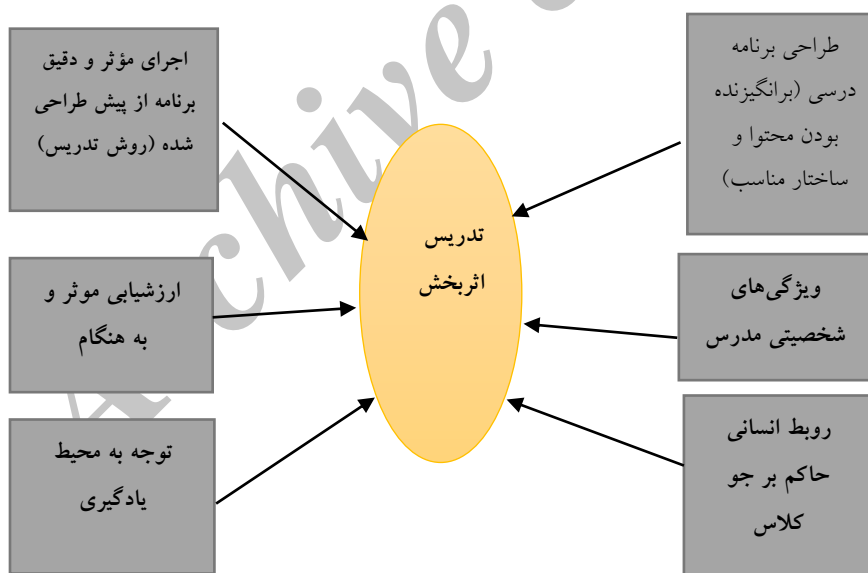 طراحی برنامه
درسی (برانگیزنده
بودن محتوا و
ساختار مناسب)
اجرای مؤثر و دقیق
برنامه از پیش طراحی
شده (روش تدریس)
تدریس
اثربخش
ویژگی‌های
شخصیتی مدرس
ارزشیابی موثر و
به هنگام
روبط انسانی
حاکم بر جو
کلاس
توجه به محیط
یادگیری
Archive